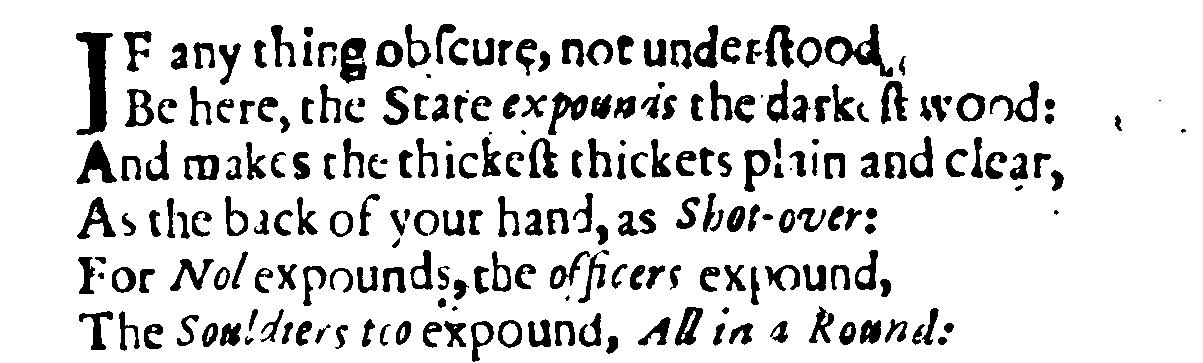 IF any thing obſcure, not underſtood,
Be here, the State expounds the darkeſt wood:
And makes the thickeſt thickets plain and clear,
As the back of your hand, as Shot-over:
For Nol expounds, the officers expound,
The Souldiers too expound, All in a Round: